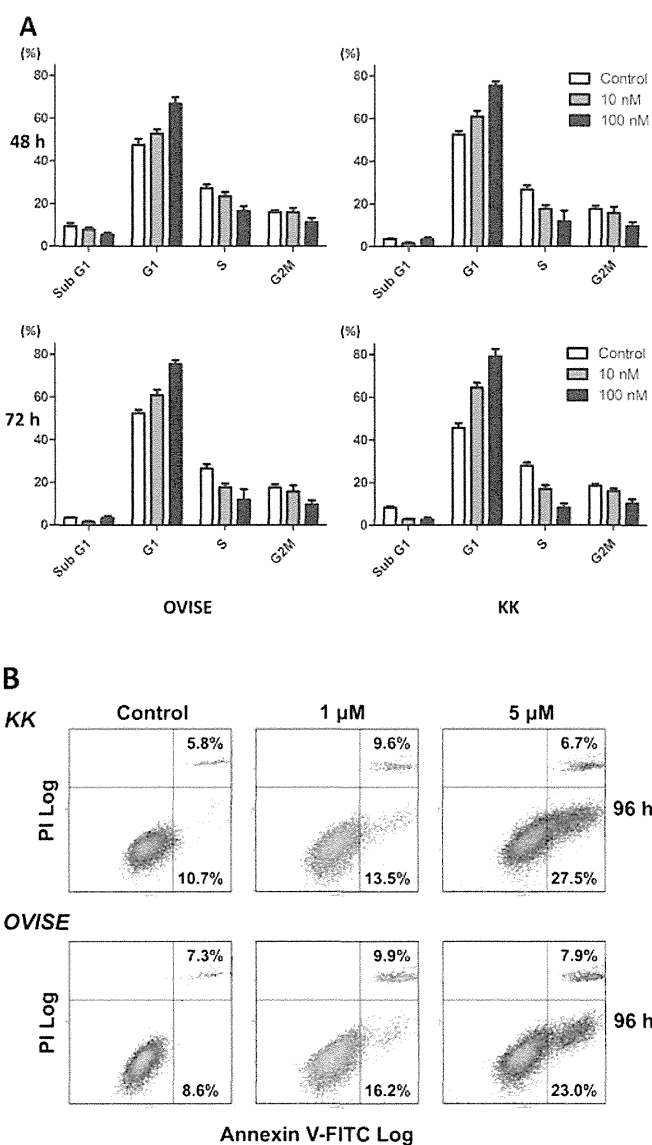 A
(%)
80
60
40
20
0
48 h
Sub G1
G1
S
G2M
(%)
80
60
40
20
0
Control
10 nM
100 nM
Sub G1
G1
S
G2M
(%)
80
60
40
20
0
72 h
Sub G1
G1
S
G2M
OVISE
(%)
80
60
40
20
0
Control
10 nM
100 nM
Sub G1
G1
S
G2M
KK
B
KK
Control
1 µM
5 µM
PI Log
5.8%
10.7%
9.6%
13.5%
6.7%
27.5%
96 h
OVISE
PI Log
7.3%
8.6%
9.9%
16.2%
7.9%
23.0%
96 h
Annexin V-FITC Log